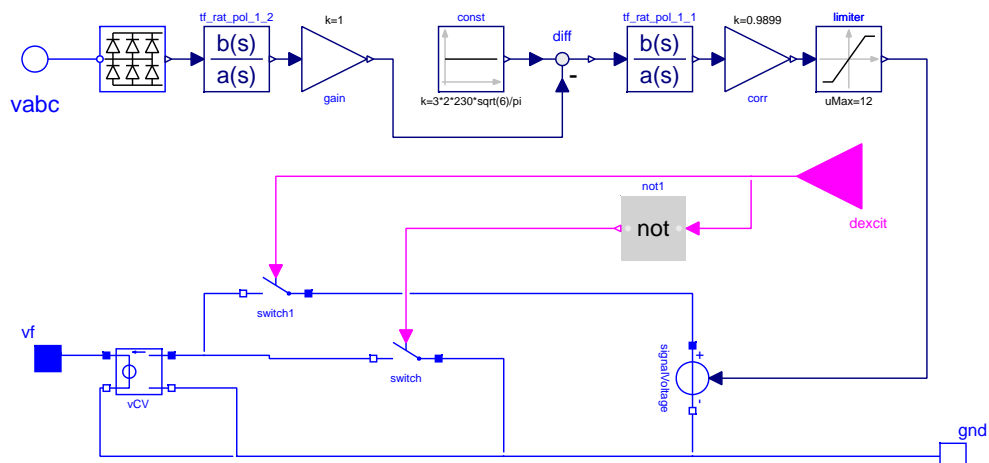 tf_rat_pol_1_2
k=1
const
diff
tf_rat_pol_1_1
k=0.9899
limiter
b(s)
a(s)
-
b(s)
a(s)
vabc
gain
k=3*2*230*sqrt(6)/pi
corr
uMax=12
not1
not
dexcit
switch1
vf
switch
vCV
signalVoltage
+
-
gnd